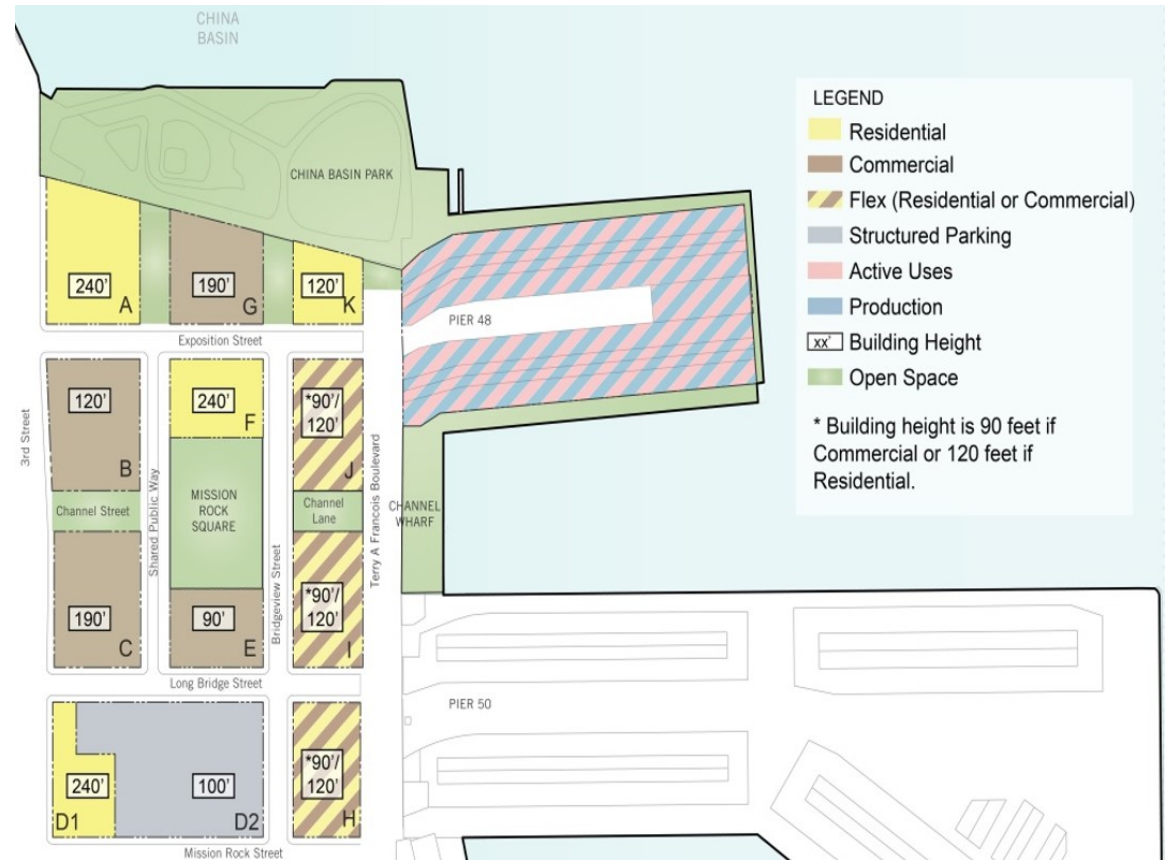 CHINA
BASIN
CHINA BASIN PARK
240'
A
190'
G
120'
K
PIER 48
Exposition Street
120'
B
240'
F
*90'/
120'
J
3rd Street
Channel Street
Shared Public Way
MISSION
ROCK
SQUARE
Bridgeview Street
Channel
Lane
Terry A Francois Boulevard
CHANNEL
WHARF
190'
C
90'
E
*90'/
120'
I
Long Bridge Street
PIER 50
240'
D1
100'
D2
*90'/
120'
H
Mission Rock Street
LEGEND
Residential
Commercial
Flex (Residential or Commercial)
Structured Parking
Active Uses
Production
xx' Building Height
Open Space
* Building height is 90 feet if
Commercial or 120 feet if
Residential.